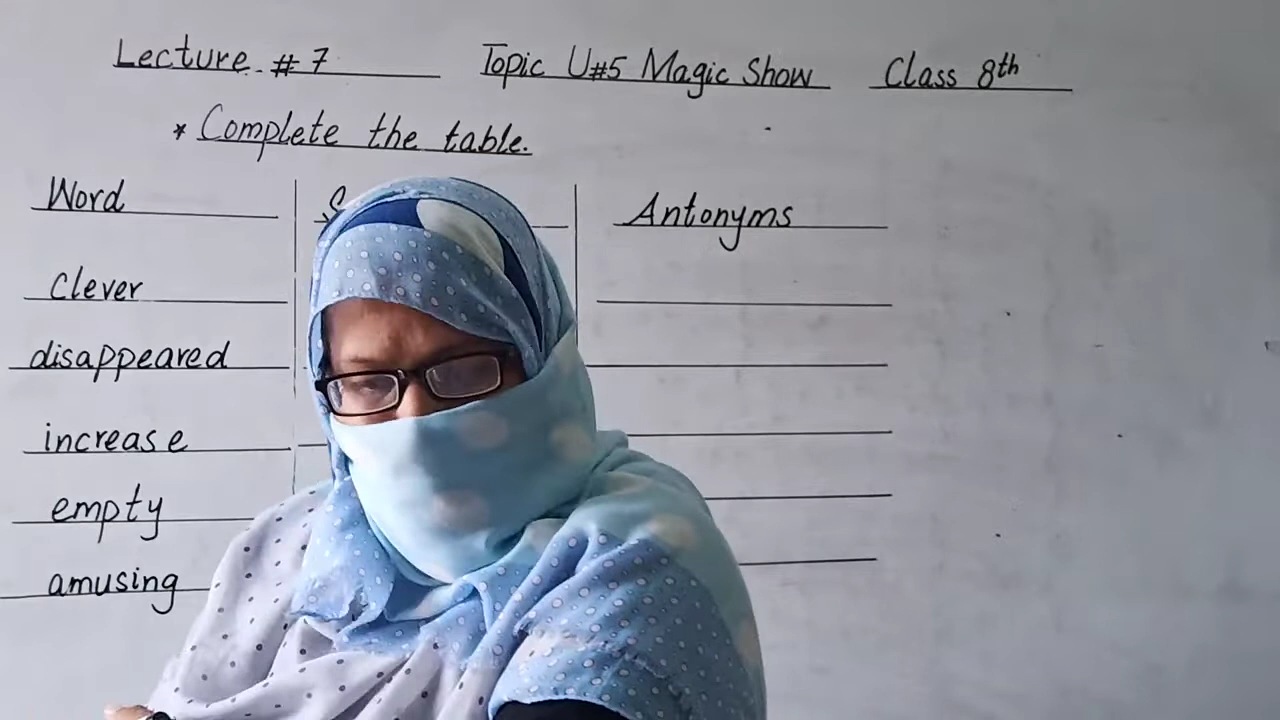 Lecture # 7 Topic U#5 Magic Show Class 8th
* Complete the table.
Word Antonyms
clever
disappeared
increase
empty
amusing